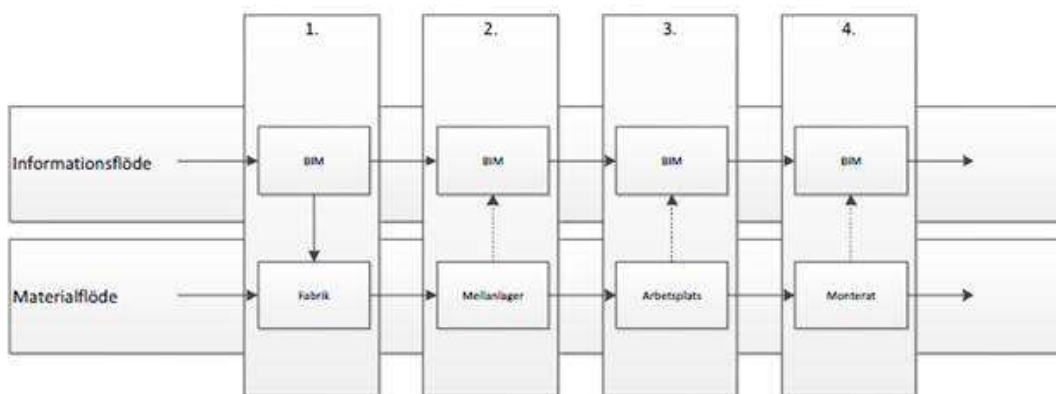 1. 2. 3. 4.
Informationsflöde BIM BIM BIM BIM
Materialflöde Fabrik Mellanlager Arbetsplats Monterat